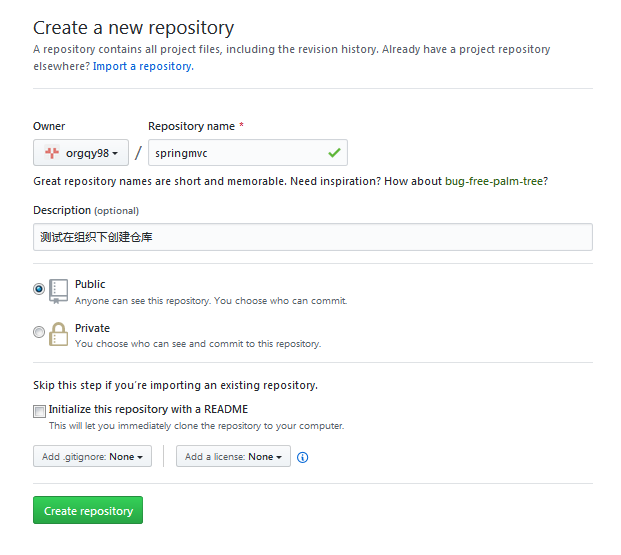 Create a new repository
A repository contains all project files, including the revision history. Already have a project repository
elsewhere? Import a repository.
Owner Repository name *
orgqy98 / springmvc
Great repository names are short and memorable. Need inspiration? How about bug-free-palm-tree?
Description (optional)
测试在组织下创建仓库
Public
Anyone can see this repository. You choose who can commit.
Private
You choose who can see and commit to this repository.
Skip this step if you're importing an existing repository.
Initialize this repository with a README
This will let you immediately clone the repository to your computer.
Add .gitignore: None Add a license: None
Create repository